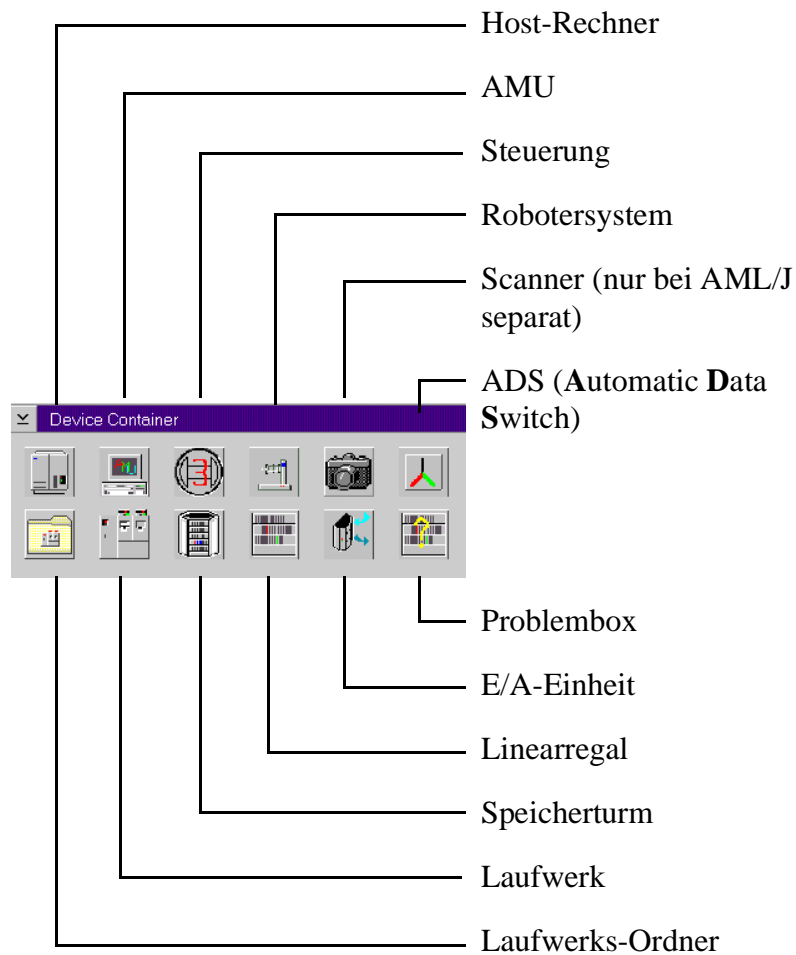 Host-Rechner
AMU
Steuerung
Robotersystem
Scanner (nur bei AML/J
separat)
ADS (Automatic Data
Switch)
Device Container
Problembox
E/A-Einheit
Linearregal
Speicherturm
Laufwerk
Laufwerks-Ordner